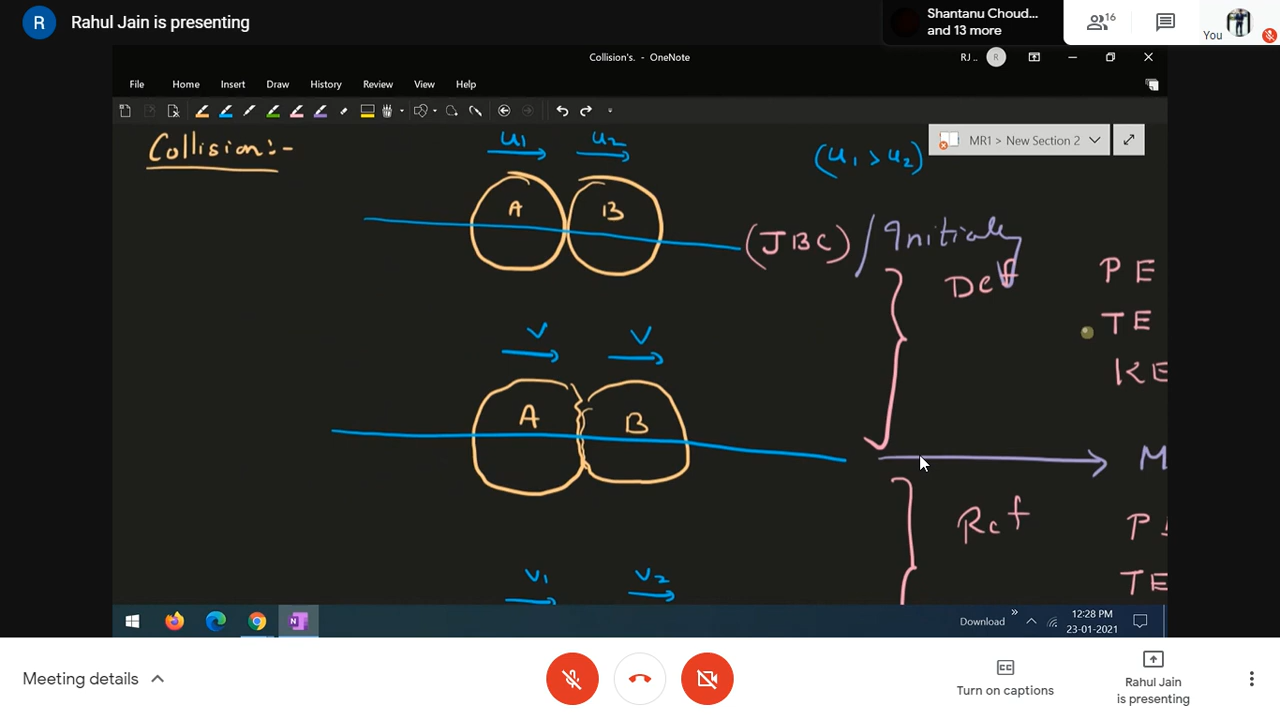 R Rahul Jain is presenting
Shantanu Choud...
and 13 more
16
You
Collision's. - OneNote
RJ ..
R
File Home Insert Draw History Review View Help
MR1 > New Section 2
Collision:-
u1 u2
(u1 > u2)
A B
(JBC) / Initially
Def
PE
TE
KE
V V
A B
M
Ref
P
TE
V1 V2
Download
12:28 PM
23-01-2021
Meeting details
Turn on captions
Rahul Jain
is presenting